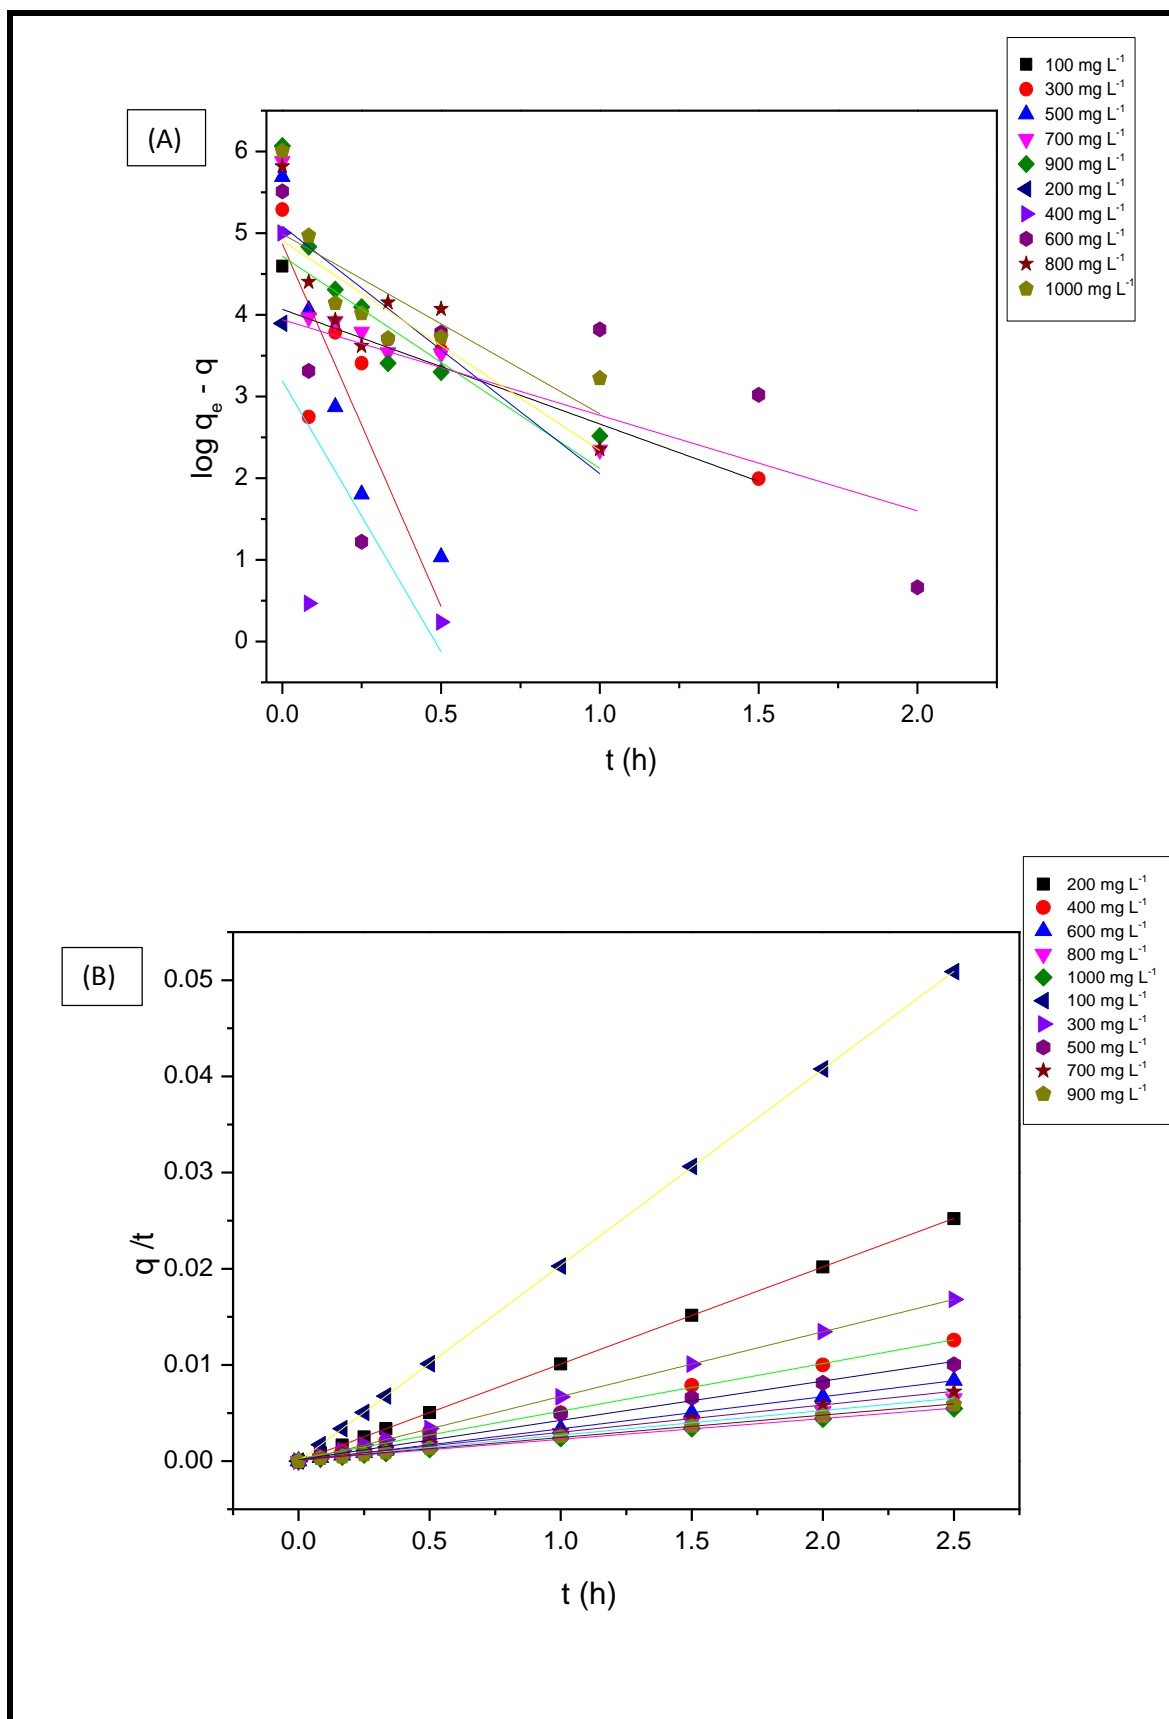 100 mg L⁻¹
300 mg L⁻¹
500 mg L⁻¹
700 mg L⁻¹
900 mg L⁻¹
200 mg L⁻¹
400 mg L⁻¹
600 mg L⁻¹
800 mg L⁻¹
1000 mg L⁻¹
(A)
6
5
4
3
2
1
0
log qₑ - q
0.0 0.5 1.0 1.5 2.0
t (h)
200 mg L⁻¹
400 mg L⁻¹
600 mg L⁻¹
800 mg L⁻¹
1000 mg L⁻¹
100 mg L⁻¹
300 mg L⁻¹
500 mg L⁻¹
700 mg L⁻¹
900 mg L⁻¹
(B)
0.05
0.04
0.03
0.02
0.01
0.00
q /t
0.0 0.5 1.0 1.5 2.0 2.5
t (h)